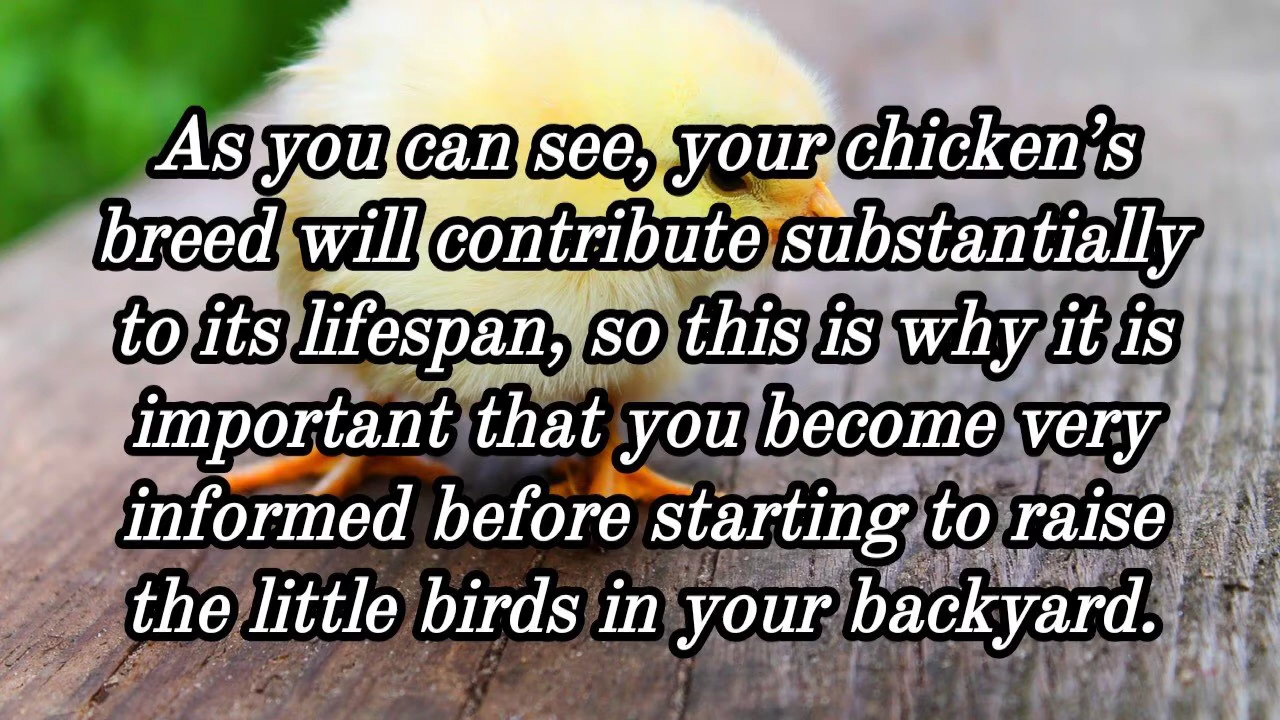 As you can see, your chicken’s
breed will contribute substantially
to its lifespan, so this is why it is
important that you become very
informed before starting to raise
the little birds in your backyard.